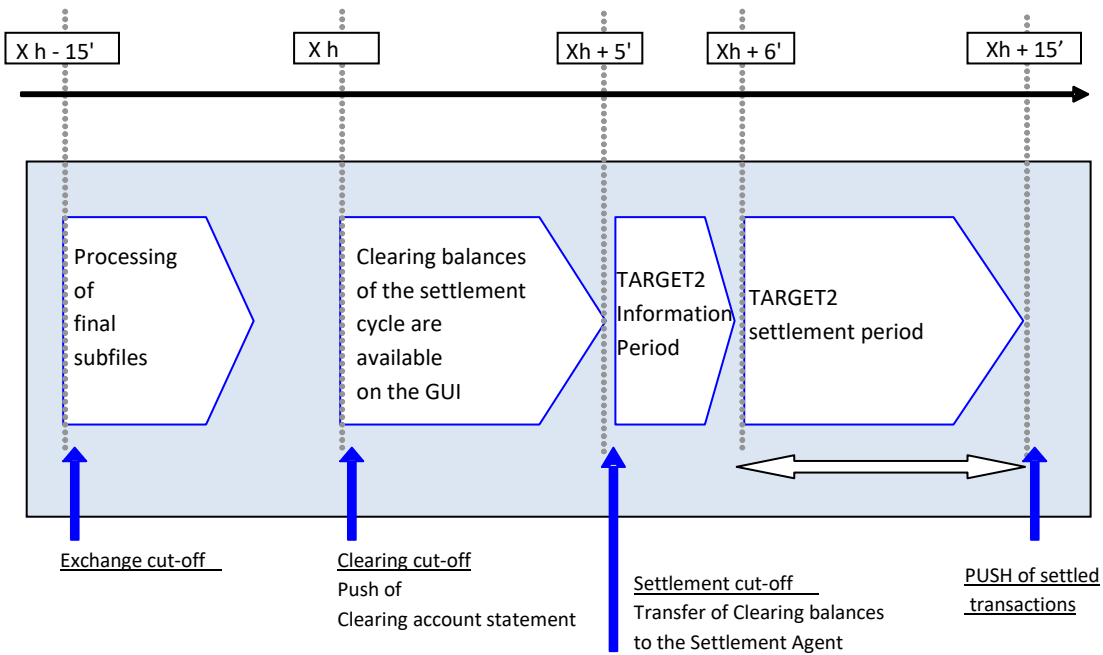 X h - 15'
X h
Xh + 5'
Xh + 6'
Xh + 15’
Processing
of
final
subfiles
Clearing balances
of the settlement
cycle are
available
on the GUI
TARGET2
Information
Period
TARGET2
settlement period
Exchange cut-off
Clearing cut-off
Push of
Clearing account statement
Settlement cut-off
Transfer of Clearing balances
to the Settlement Agent
PUSH of settled
transactions